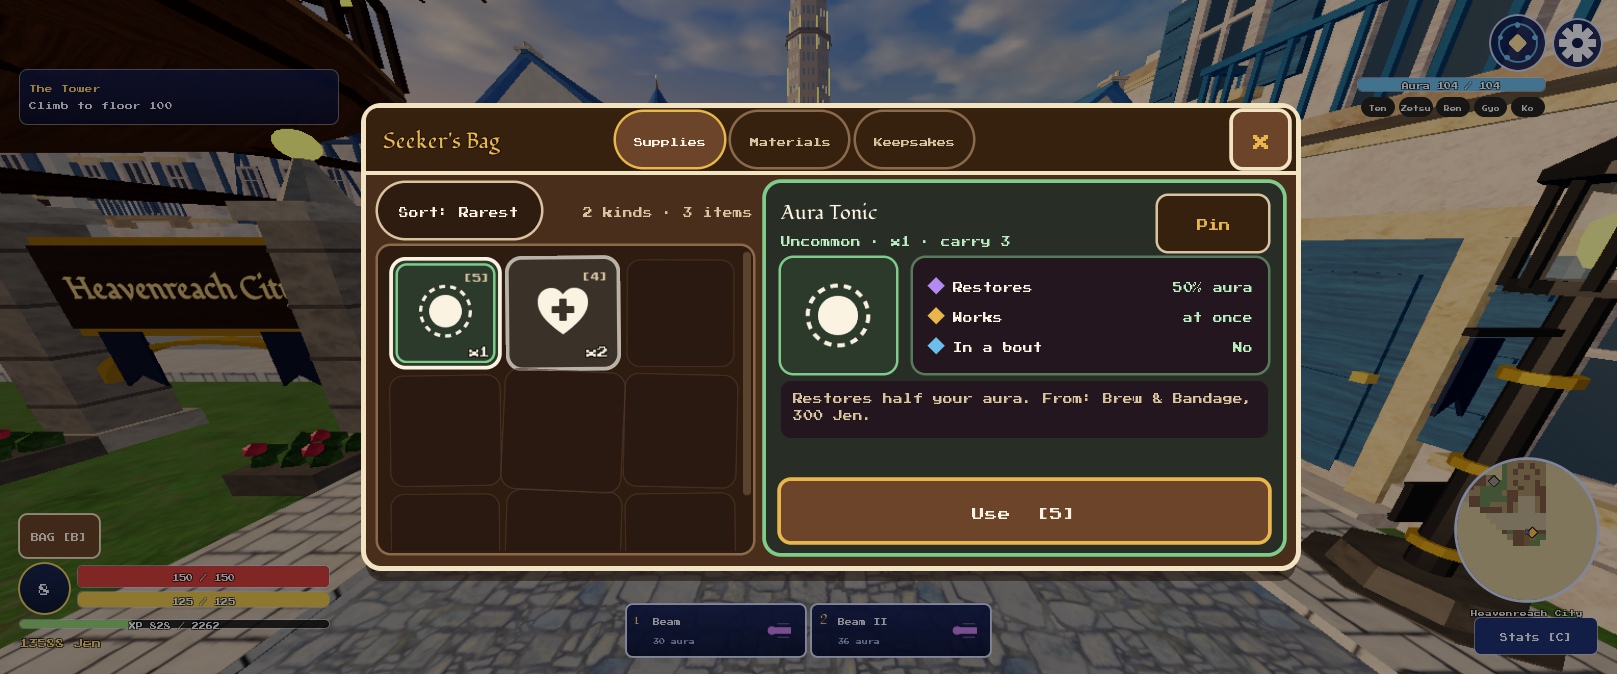 The Tower
Climb to floor 100
Aura 104 / 104
Ten Zetsu Ren Gyo Ko
Seeker's Bag
Supplies
Materials
Keepsakes
x
Sort: Rarest
2 kinds · 3 items
[5]
x1
[4]
x2
Aura Tonic
Uncommon · x1 · carry 3
Pin
Restores 50% aura
Works at once
In a bout No
Restores half your aura. From: Brew & Bandage,
300 Jen.
Use [5]
Heavenreach Cit
BAG [B]
&
150 / 150
125 / 125
XP 828 / 2262
13588 Jen
1 Beam
30 aura
2 Beam II
36 aura
Heavenreach City
Stats [C]